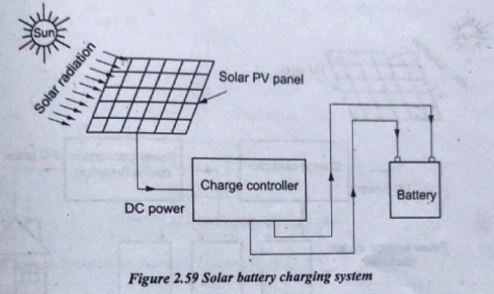 Sun
Solar radiation
Solar PV panel
Charge controller
DC power
Battery
Figure 2.59 Solar battery charging system